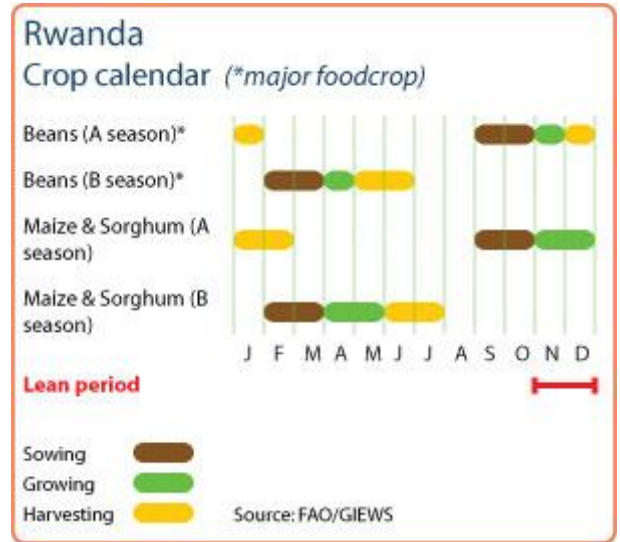 Rwanda
Crop calendar (*major foodcrop)
Beans (A season)*
Beans (B season)*
Maize & Sorghum (A
season)
Maize & Sorghum (B
season)
J F M A M J J A S O N D
Lean period
Sowing
Growing
Harvesting
Source: FAO/GIEWS